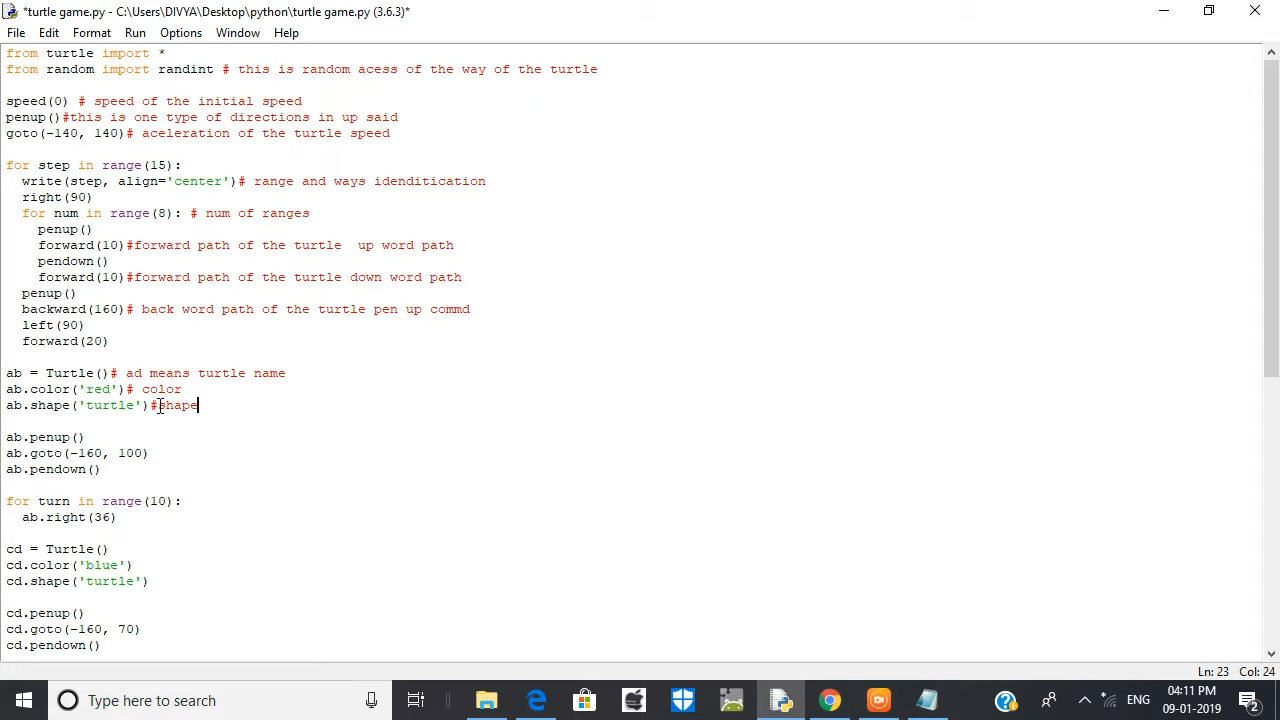 *turtle game.py - C:\Users\DIVYA\Desktop\python\turtle game.py (3.6.3)*
File Edit Format Run Options Window Help
from turtle import *
from random import randint # this is random acess of the way of the turtle
speed(0) # speed of the initial speed
penup()#this is one type of directions in up said
goto(-140, 140)# aceleration of the turtle speed
for step in range(15):
write(step, align='center')# range and ways idenditication
right(90)
for num in range(8): # num of ranges
penup()
forward(10)#forward path of the turtle  up word path
pendown()
forward(10)#forward path of the turtle down word path
penup()
backward(160)# back word path of the turtle pen up commd
left(90)
forward(20)
ab = Turtle()# ad means turtle name
ab.color('red')# color
ab.shape('turtle')#shape
ab.penup()
ab.goto(-160, 100)
ab.pendown()
for turn in range(10):
ab.right(36)
cd = Turtle()
cd.color('blue')
cd.shape('turtle')
cd.penup()
cd.goto(-160, 70)
cd.pendown()
Ln: 23 Col: 24
Type here to search
ENG
04:11 PM
09-01-2019
2